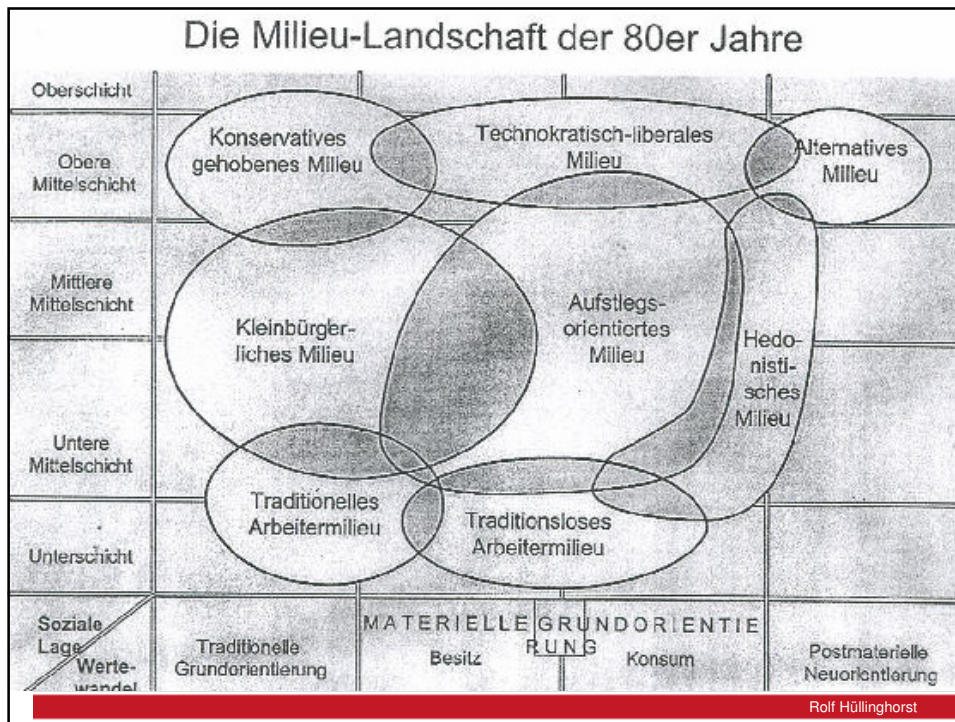 Die Milieu-Landschaft der 80er Jahre
Oberschicht
Obere
Mittelschicht
Mittlere
Mittelschicht
Untere
Mittelschicht
Unterschicht
Konservatives
gehobenes Milieu
Technokratisch-liberales
Milieu
Alternatives
Milieu
Kleinbürger-
liches Milieu
Aufstiegs-
orientiertes
Milieu
Hedo-
nisti-
sches
Milieu
Traditionelles
Arbeitermilieu
Traditionsloses
Arbeitermilieu
Soziale
Lage
Werte-
wandel
Traditionelle
Grundorientierung
MATERIELLE GRUNDORIENTIE
RUNG
Besitz
Konsum
Postmaterielle
Neuorientierung
Rolf Hüllinghorst